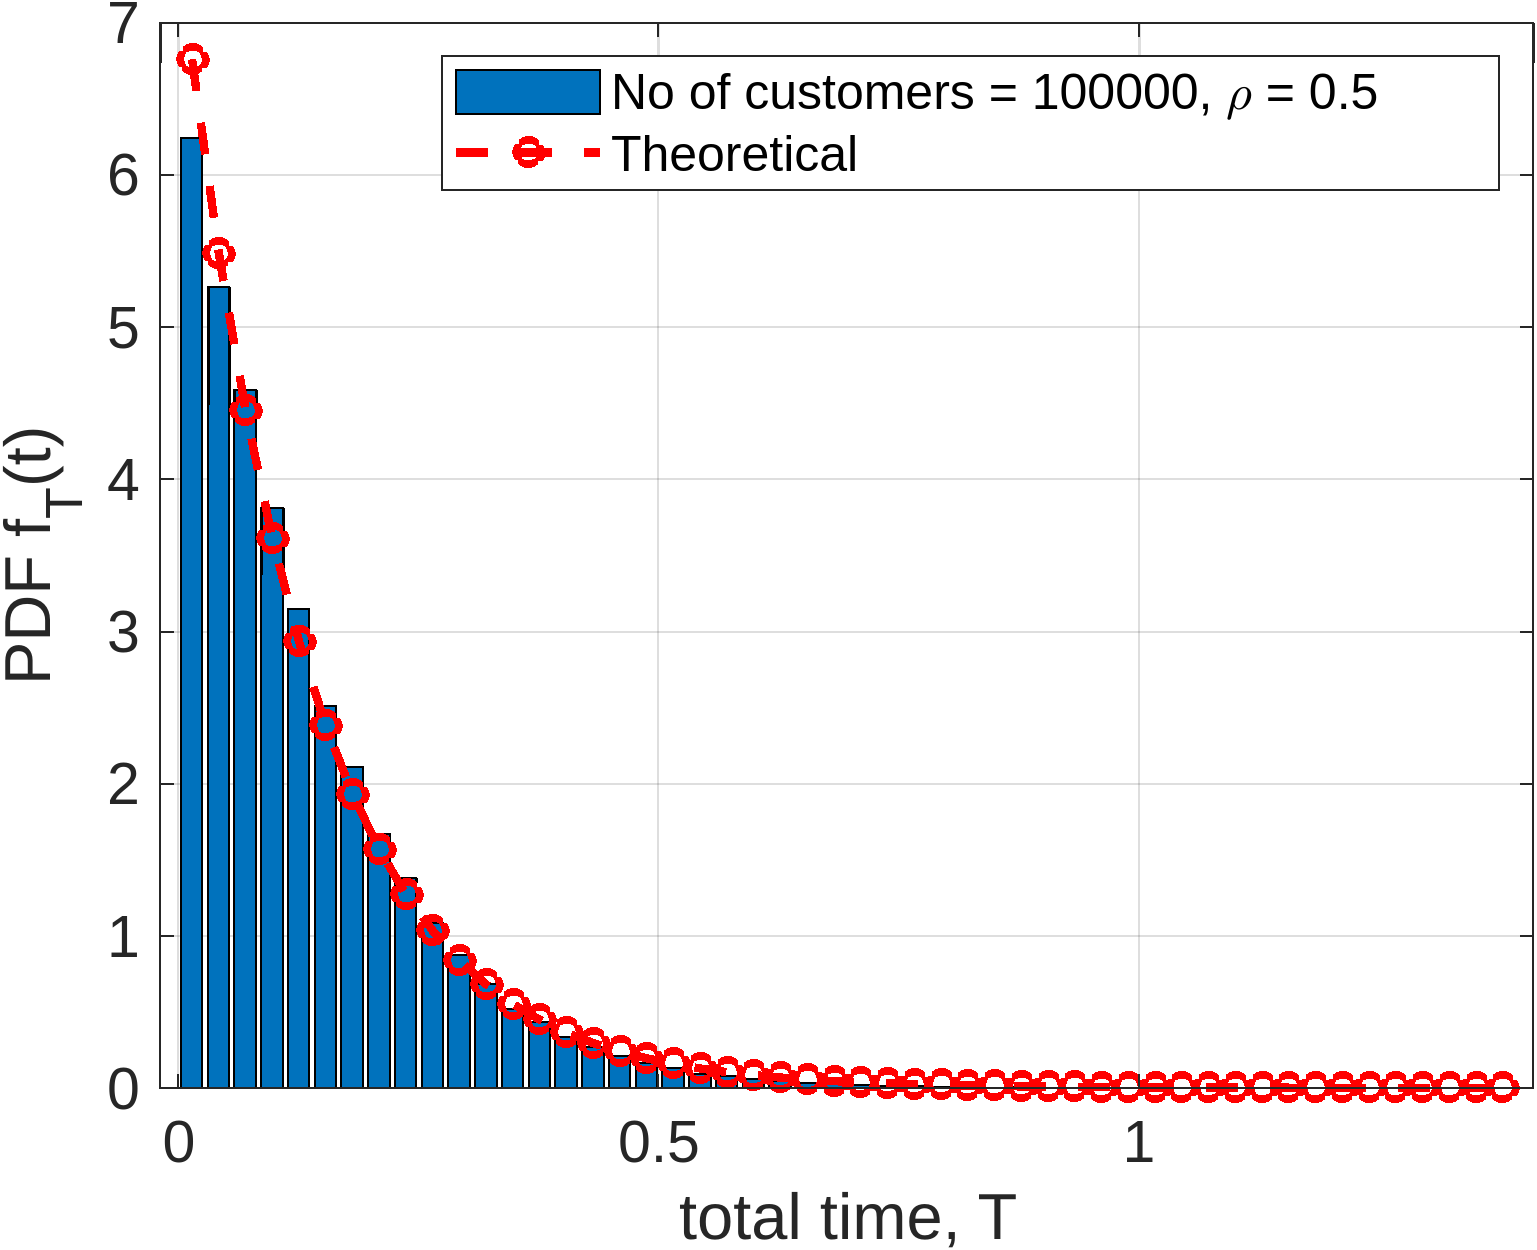 7
6
5
4
3
2
1
0
0
0.5
1
PDF f_T(t)
total time, T
No of customers = 100000, ρ = 0.5
Theoretical